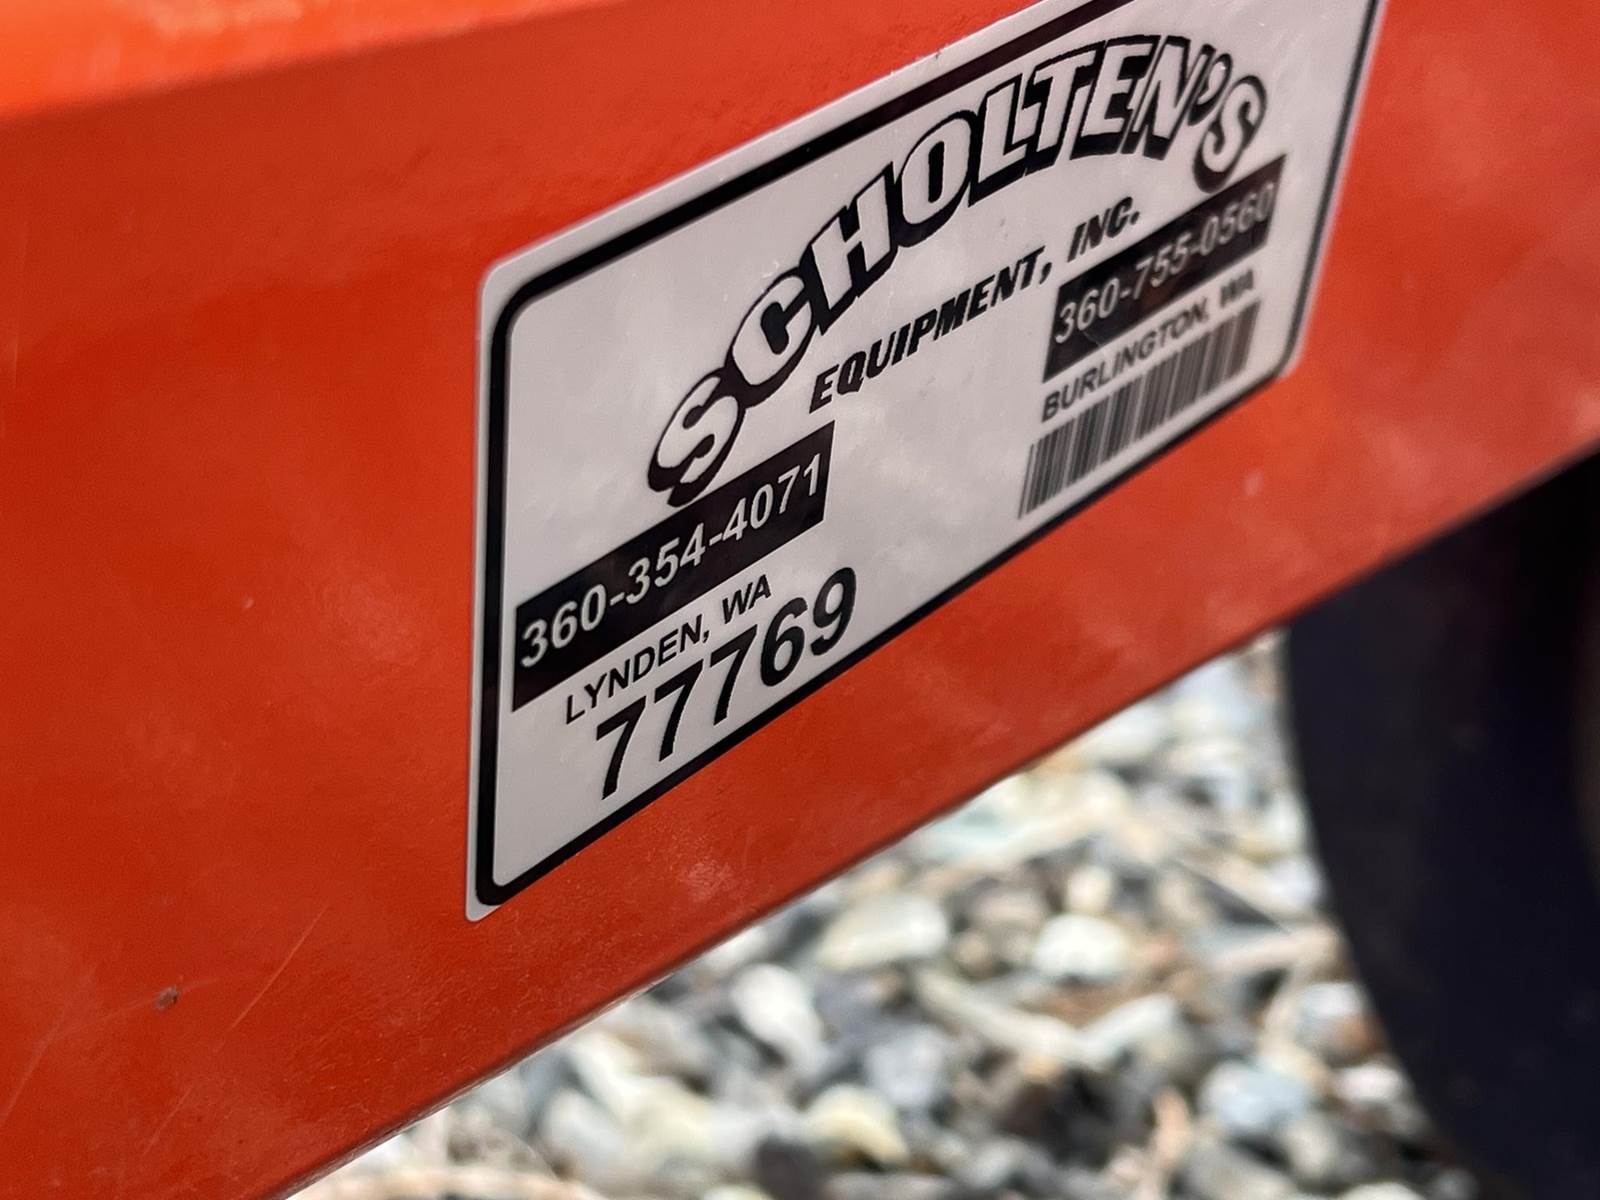 SCHOLTEN'S
EQUIPMENT, INC.
360-354-4071
LYNDEN, WA
77769
360-755-0560
BURLINGTON, WA